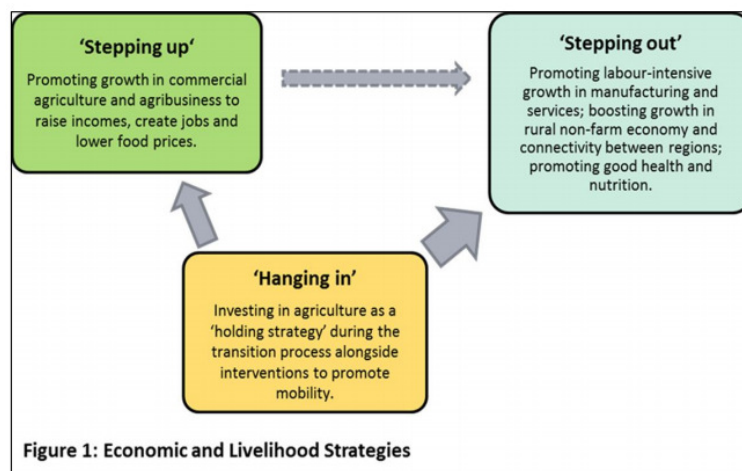 ‘Stepping up‘
Promoting growth in commercial
agriculture and agribusiness to
raise incomes, create jobs and
lower food prices.
‘Stepping out’
Promoting labour-intensive
growth in manufacturing and
services; boosting growth in
rural non-farm economy and
connectivity between regions;
promoting good health and
nutrition.
‘Hanging in’
Investing in agriculture as a
‘holding strategy’ during the
transition process alongside
interventions to promote
mobility.
Figure 1: Economic and Livelihood Strategies